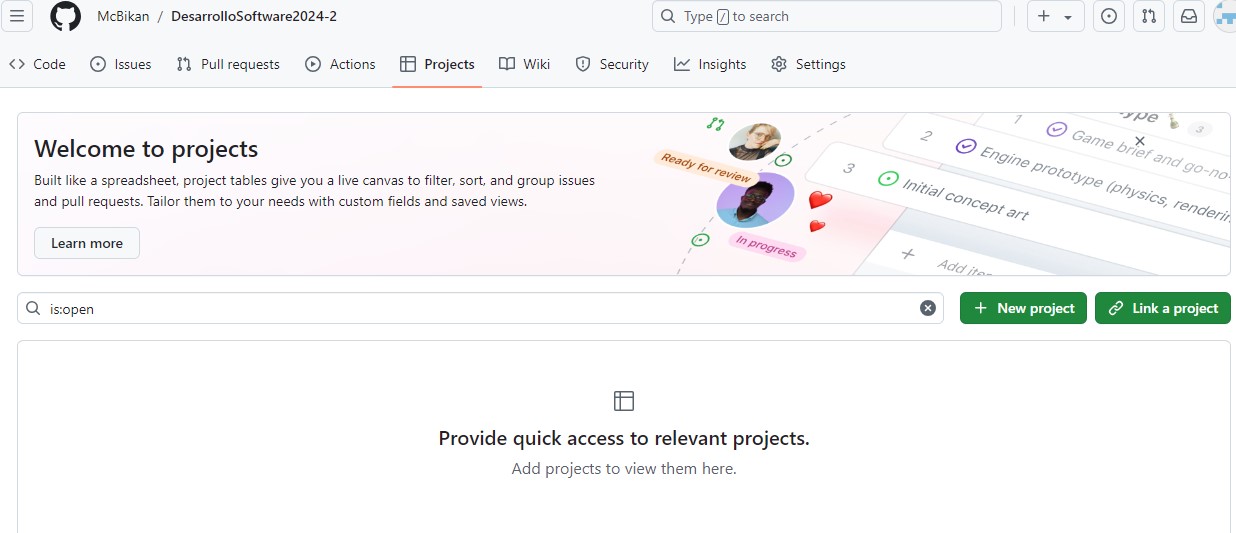 McBikan / DesarrolloSoftware2024-2
Type / to search
Code Issues Pull requests Actions Projects Wiki Security Insights Settings
Welcome to projects
Built like a spreadsheet, project tables give you a live canvas to filter, sort, and group issues
and pull requests. Tailor them to your needs with custom fields and saved views.
Learn more
Ready for review
In progress
3
1 Game brief and go-no-
2 Engine prototype (physics, renderin
3 Initial concept art
+ Add
is:open
New project
Link a project
Provide quick access to relevant projects.
Add projects to view them here.